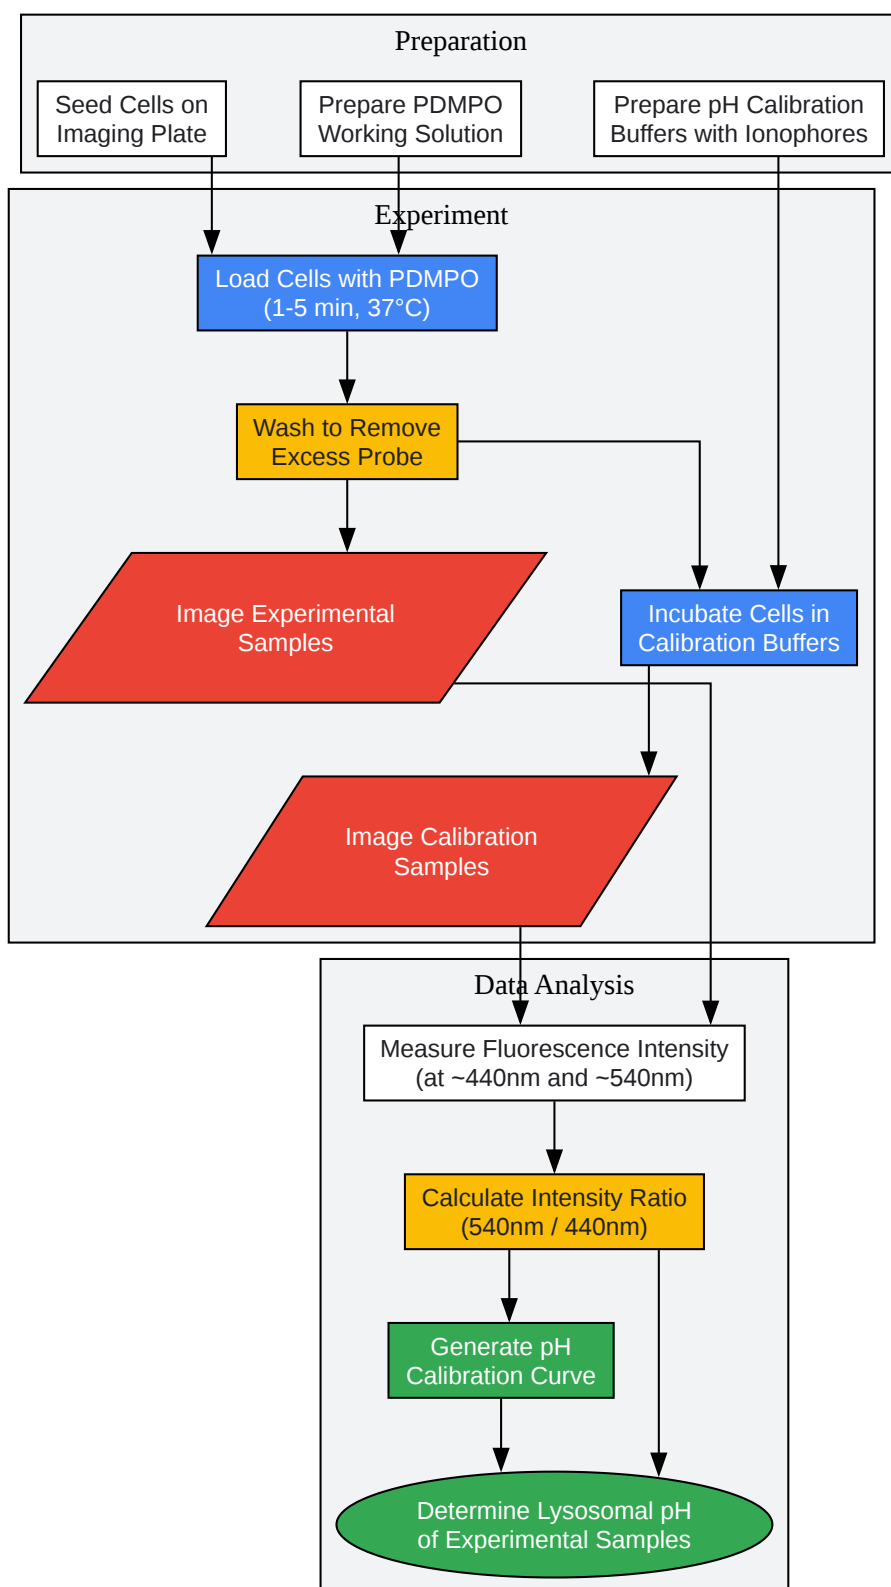 Preparation
Seed Cells on
Imaging Plate
Prepare PDMPO
Working Solution
Prepare pH Calibration
Buffers with Ionophores
Experiment
Load Cells with PDMPO
(1-5 min, 37°C)
Wash to Remove
Excess Probe
Image Experimental
Samples
Incubate Cells in
Calibration Buffers
Image Calibration
Samples
Data Analysis
Measure Fluorescence Intensity
(at ~440nm and ~540nm)
Calculate Intensity Ratio
(540nm / 440nm)
Generate pH
Calibration Curve
Determine Lysosomal pH
of Experimental Samples